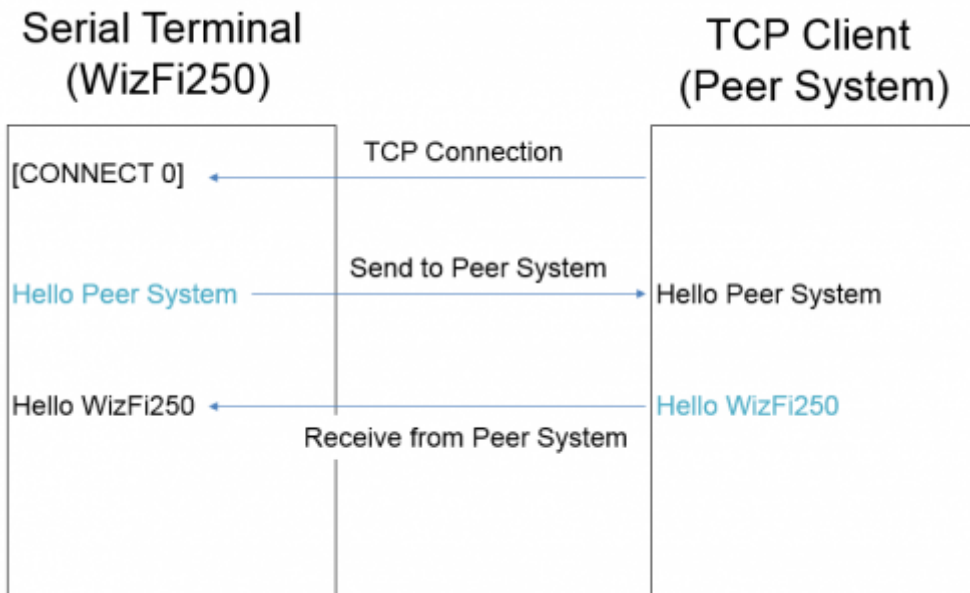 Serial Terminal
(WizFi250)
TCP Client
(Peer System)
[CONNECT 0]
TCP Connection
Hello Peer System
Send to Peer System
Hello Peer System
Hello WizFi250
Hello WizFi250
Receive from Peer System